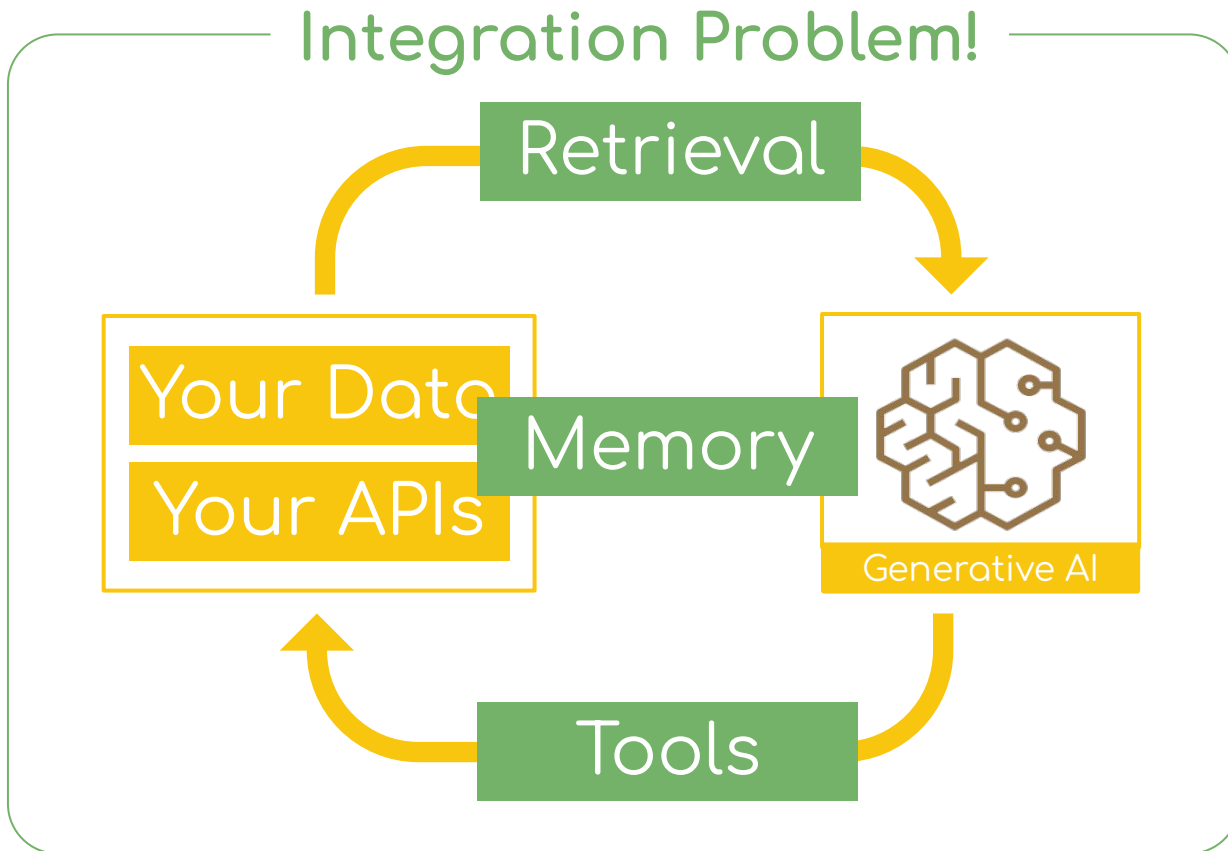 Integration Problem!
Retrieval
Your Data
Memory
Your APIs
Generative AI
Tools